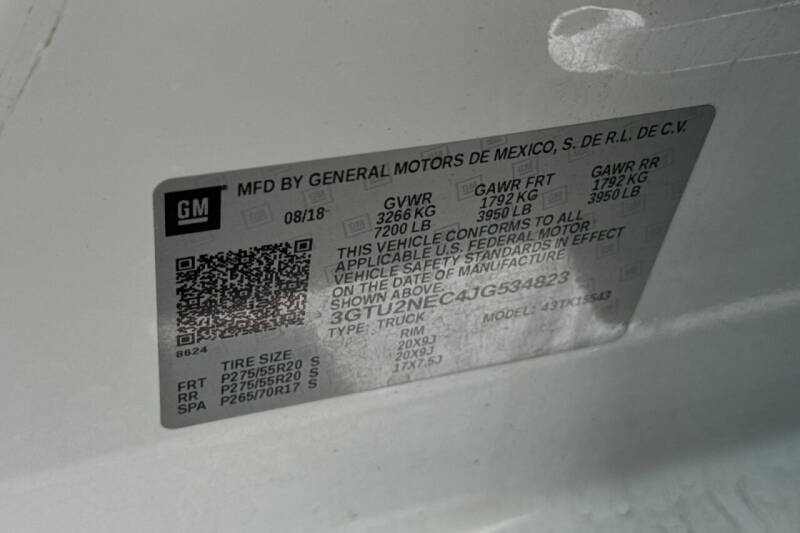 GM
MFD BY GENERAL MOTORS DE MEXICO, S. DE R.L. DE C.V.
08/18 GVWR GAWR FRT GAWR RR
3266 KG 1792 KG 1792 KG
7200 LB 3950 LB 3950 LB
THIS VEHICLE CONFORMS TO ALL
APPLICABLE U.S. FEDERAL MOTOR
VEHICLE SAFETY STANDARDS IN EFFECT
ON THE DATE OF MANUFACTURE
SHOWN ABOVE.
3GTU2NEC4JG534823
TYPE: TRUCK MODEL: 43TK15543
8624
TIRE SIZE RIM
FRT P275/55R20 S 20X9J
RR P275/55R20 S 20X9J
SPA P265/70R17 S 17X7.5J